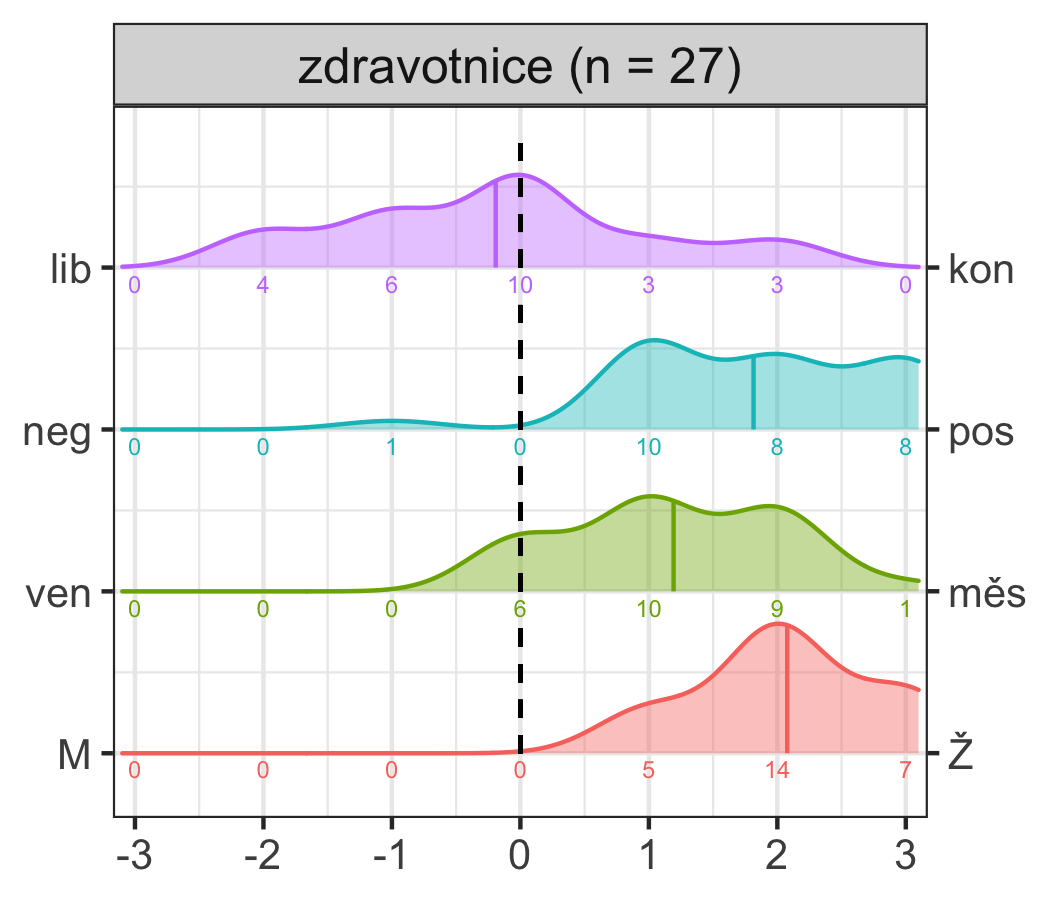 zdravotnice (n = 27)
lib kon
0 4 6 10 3 3 0
neg pos
0 0 1 0 10 8 8
ven měs
0 0 0 6 10 9 1
M Ž
0 0 0 0 5 14 7
-3 -2 -1 0 1 2 3